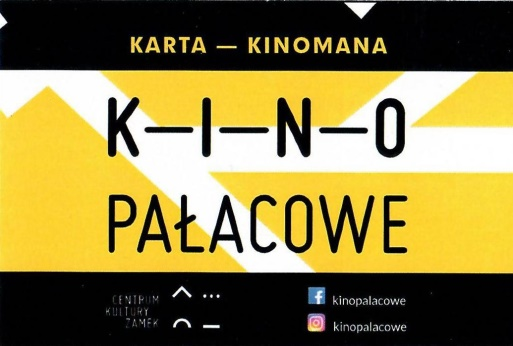 KARTA — KINOMANA
K—I—N—O
PAŁACOWE
CENTRUM
KULTURY
ZAMEK
kinopalacowe
kinopalacowe